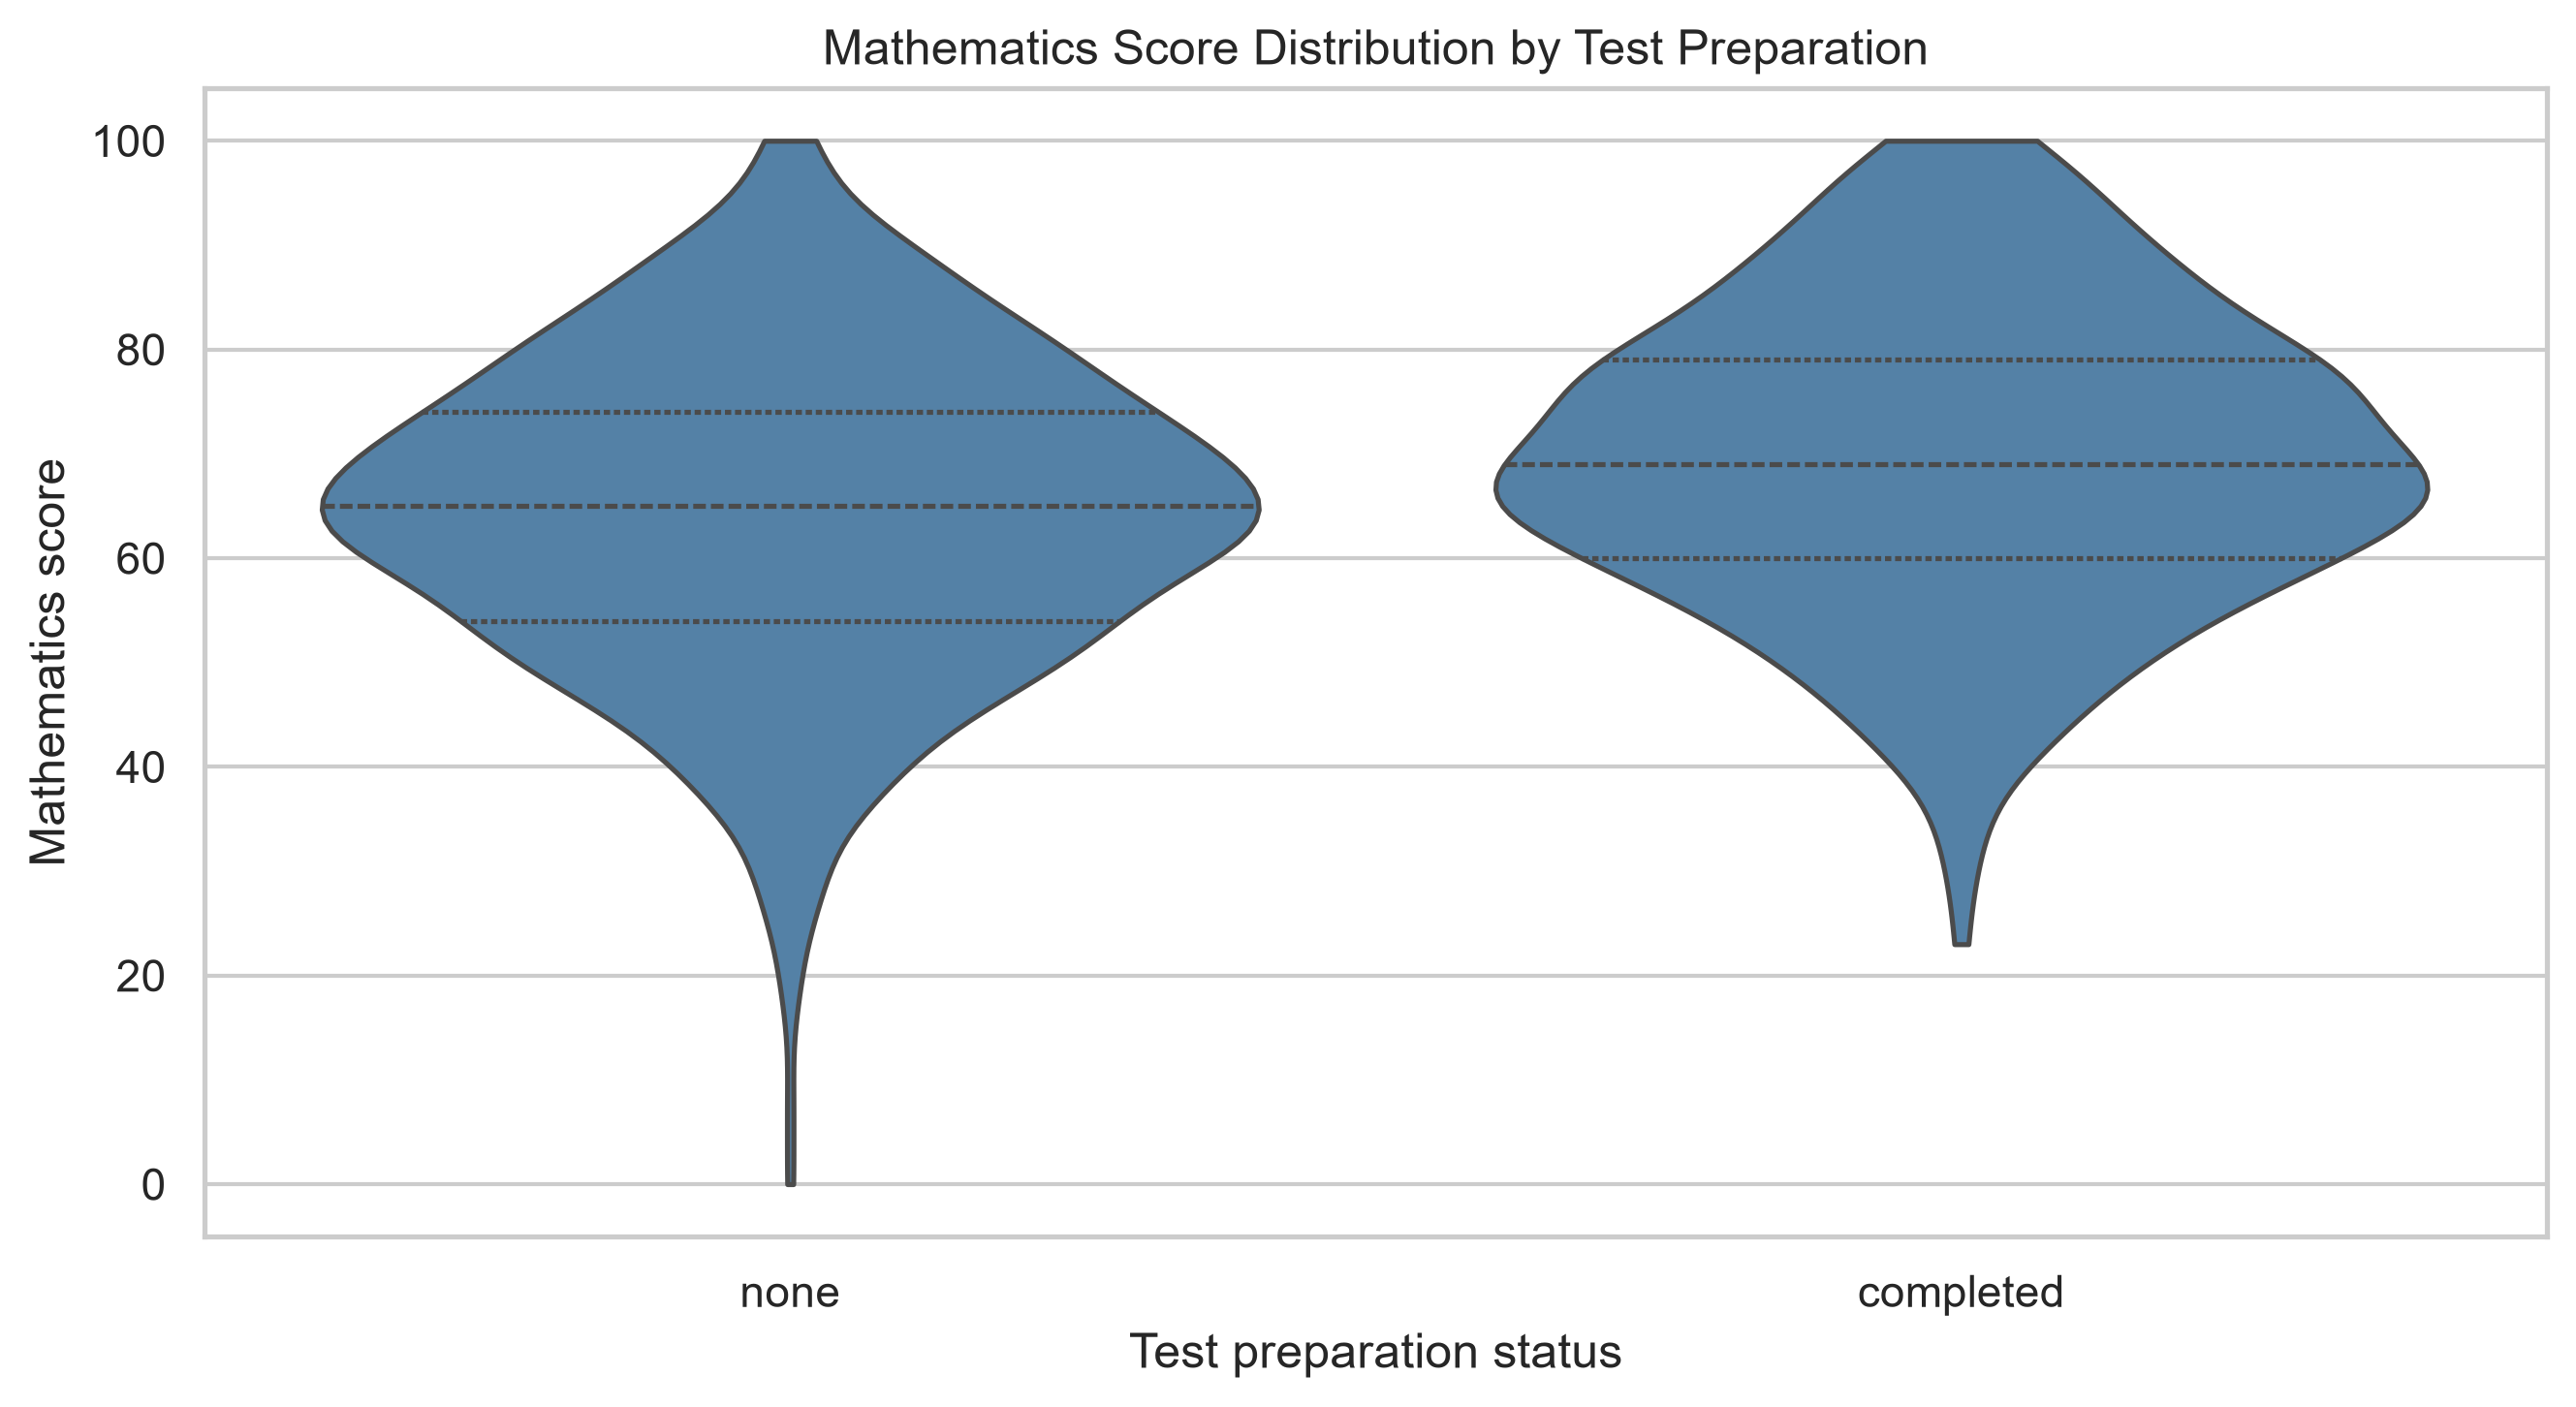 Mathematics Score Distribution by Test Preparation
Mathematics score
100
80
60
40
20
0
none
completed
Test preparation status